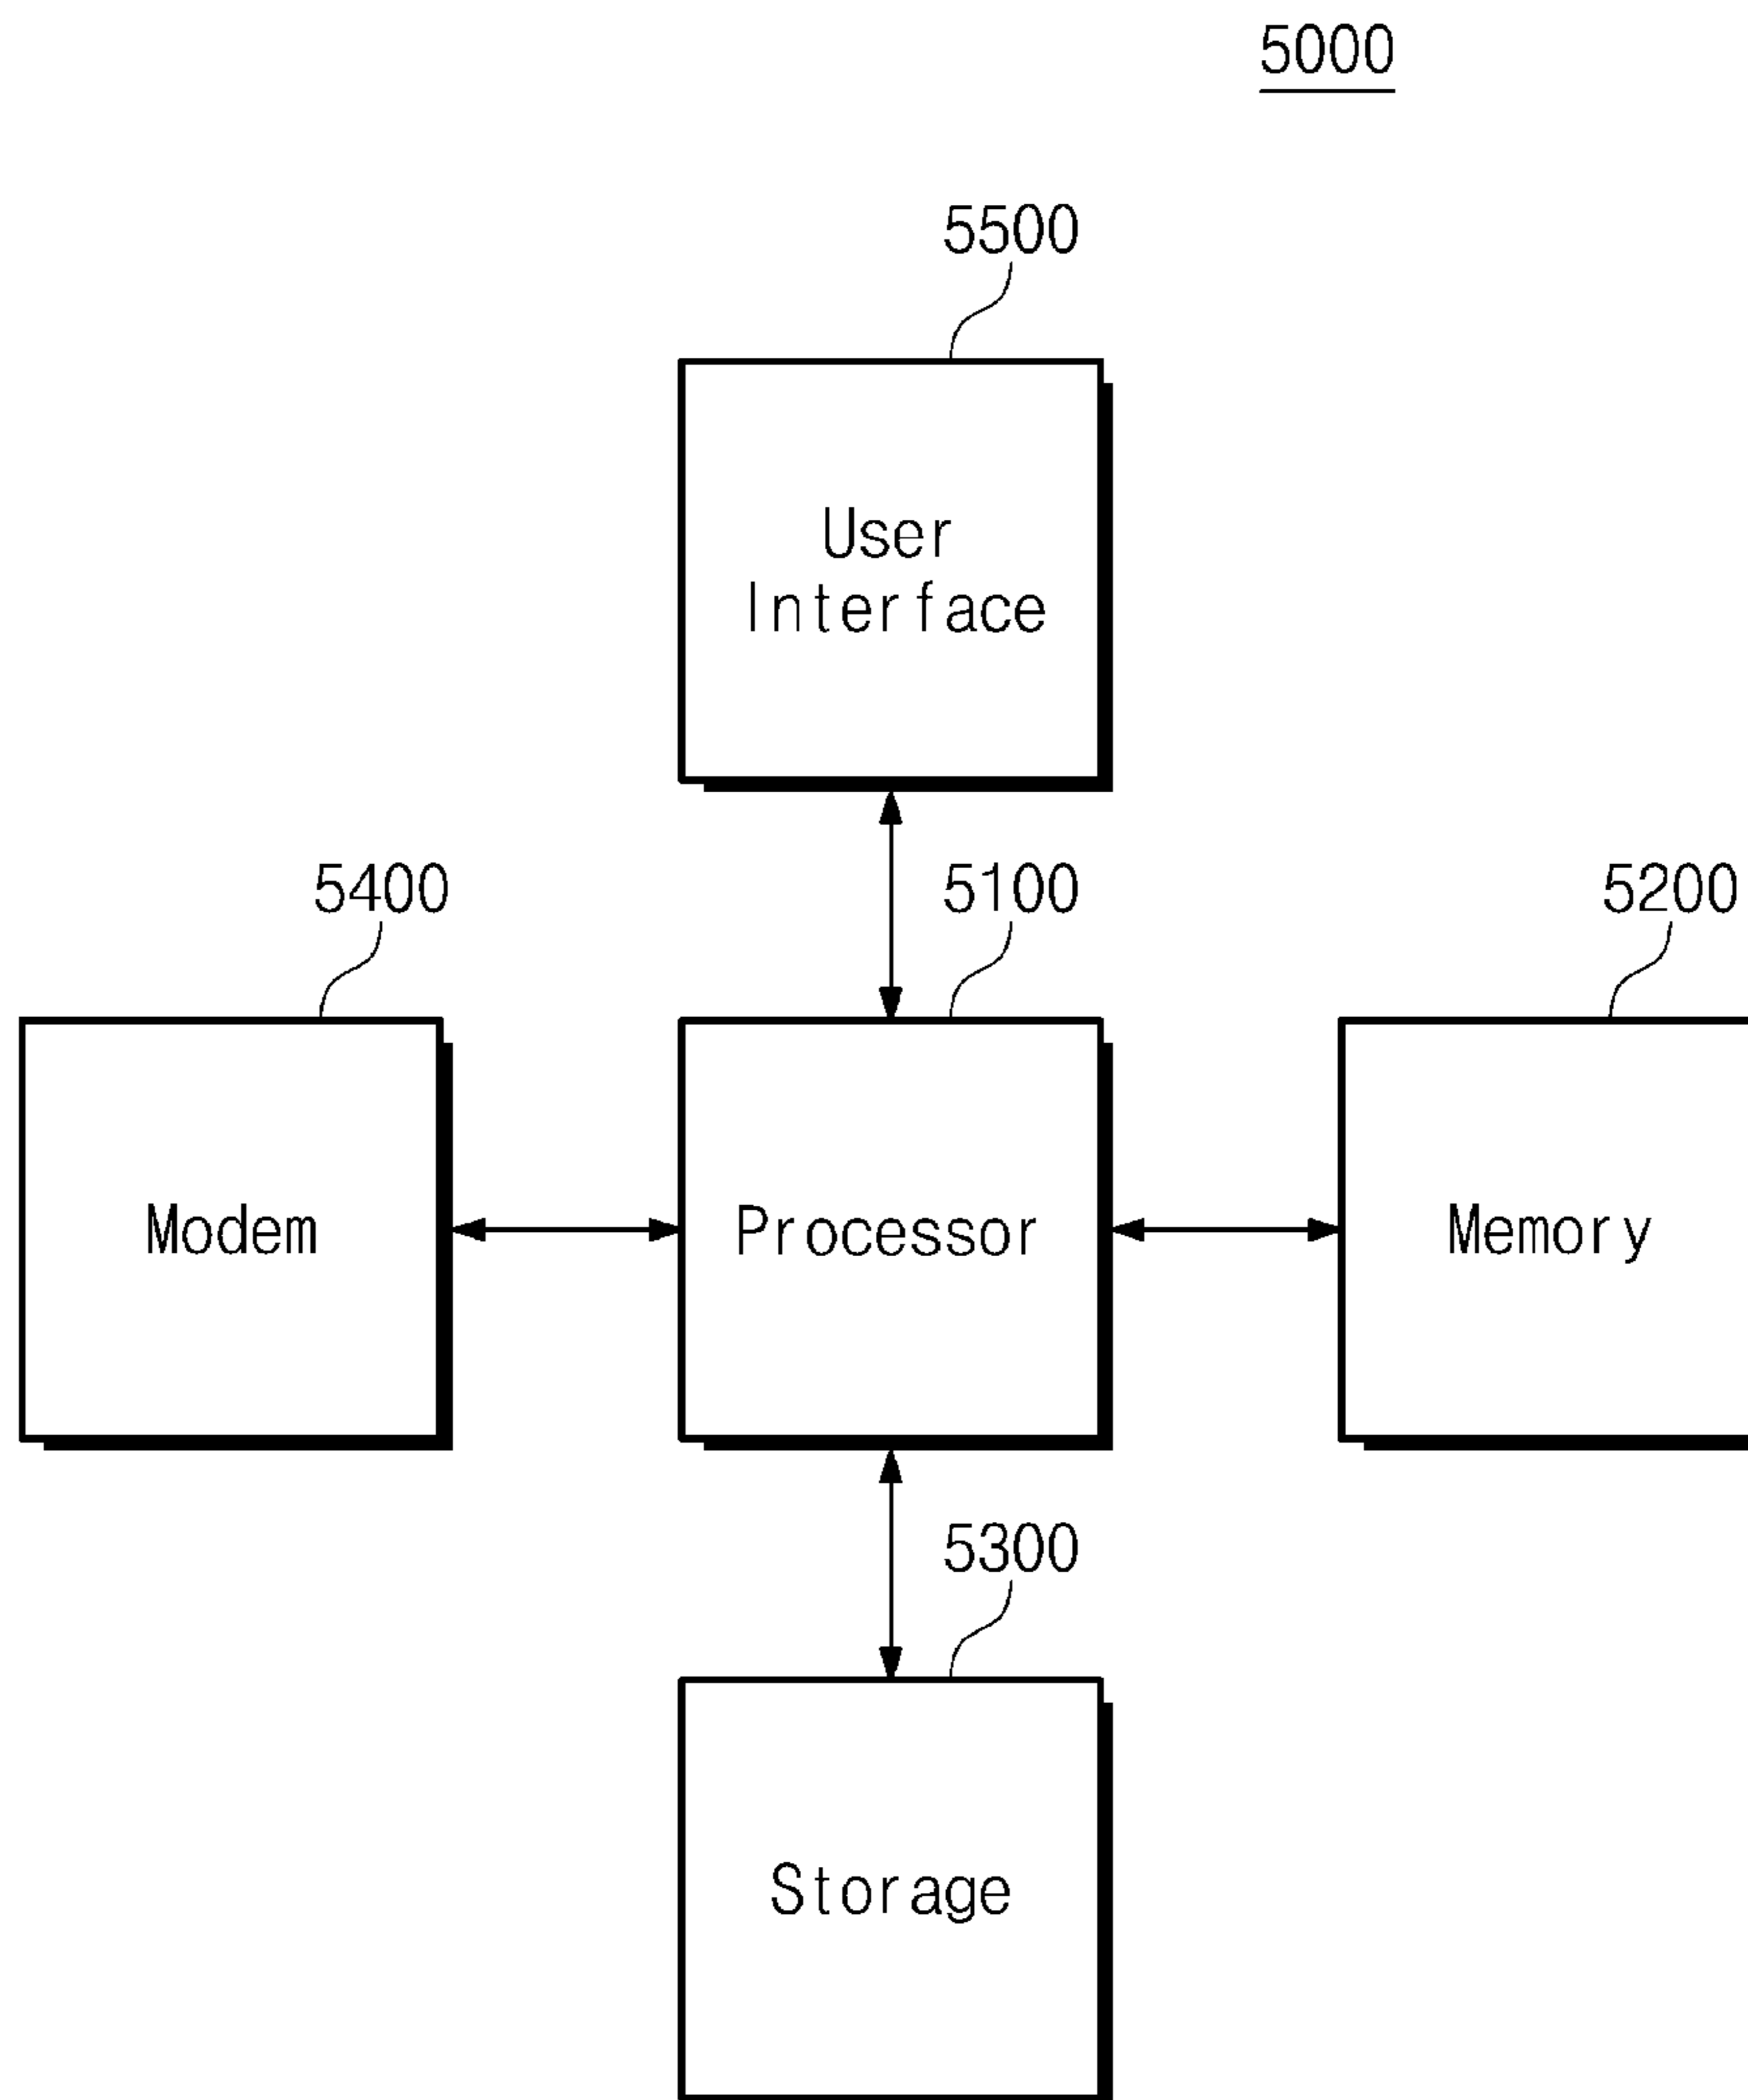 5000
5500
User
Interface
5400
5100
5200
Modem
Processor
Memory
5300
Storage